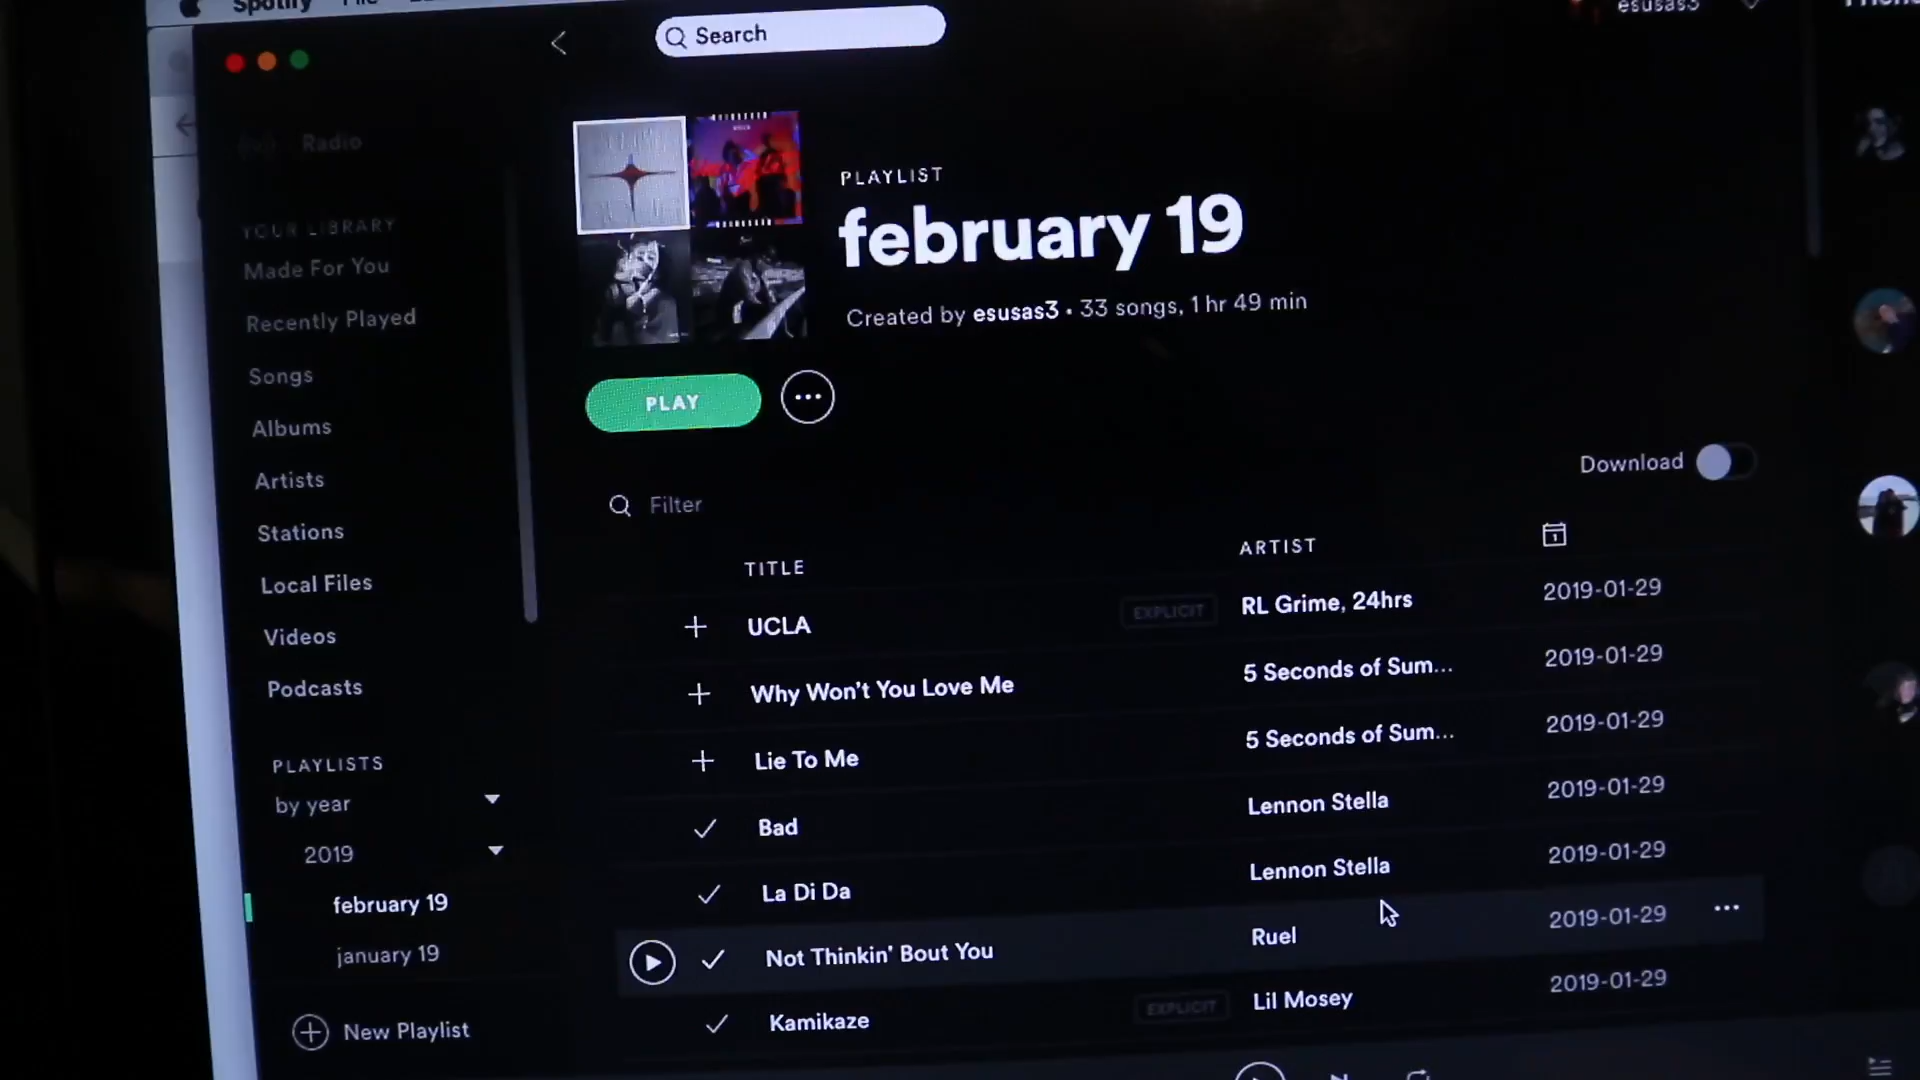 Spotify
esusas3
Search
Radio
YOUR LIBRARY
Made For You
Recently Played
Songs
Albums
Artists
Stations
Local Files
Videos
Podcasts
PLAYLISTS
by year
2019
february 19
january 19
New Playlist
PLAYLIST
february 19
Created by esusas3 • 33 songs, 1 hr 49 min
PLAY
Download
Filter
TITLE ARTIST
UCLA EXPLICIT RL Grime, 24hrs 2019-01-29
Why Won't You Love Me 5 Seconds of Sum... 2019-01-29
Lie To Me 5 Seconds of Sum... 2019-01-29
Bad Lennon Stella 2019-01-29
La Di Da Lennon Stella 2019-01-29
Not Thinkin' Bout You Ruel 2019-01-29
Kamikaze EXPLICIT Lil Mosey 2019-01-29